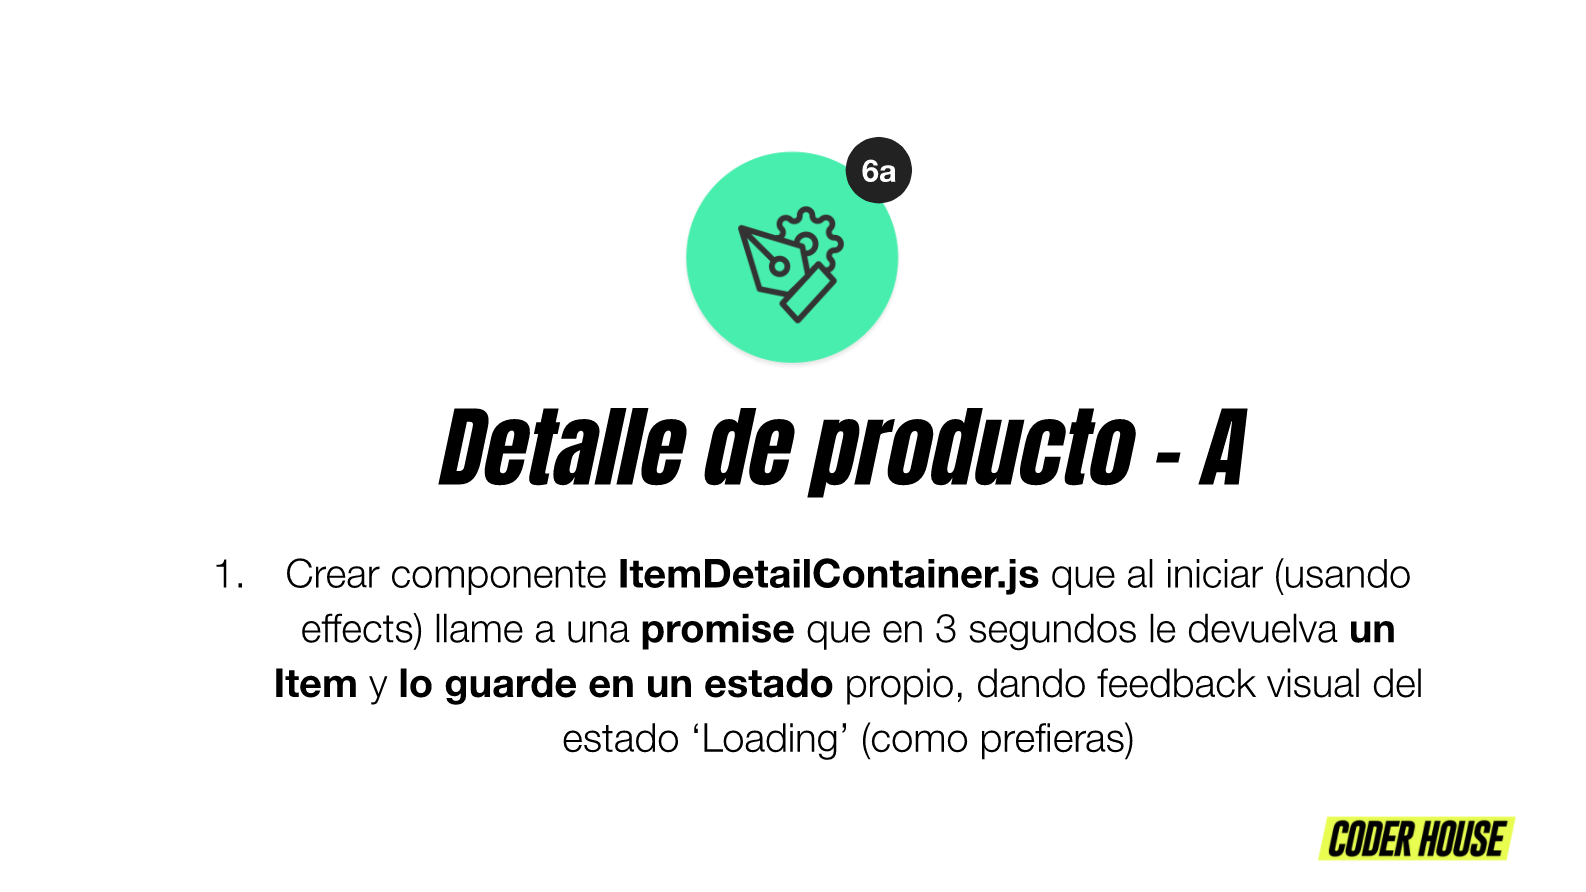 6a
Detalle de producto - A
1. Crear componente ItemDetailContainer.js que al iniciar (usando
effects) llame a una promise que en 3 segundos le devuelva un
Item y lo guarde en un estado propio, dando feedback visual del
estado ‘Loading’ (como prefieras)
CODER HOUSE